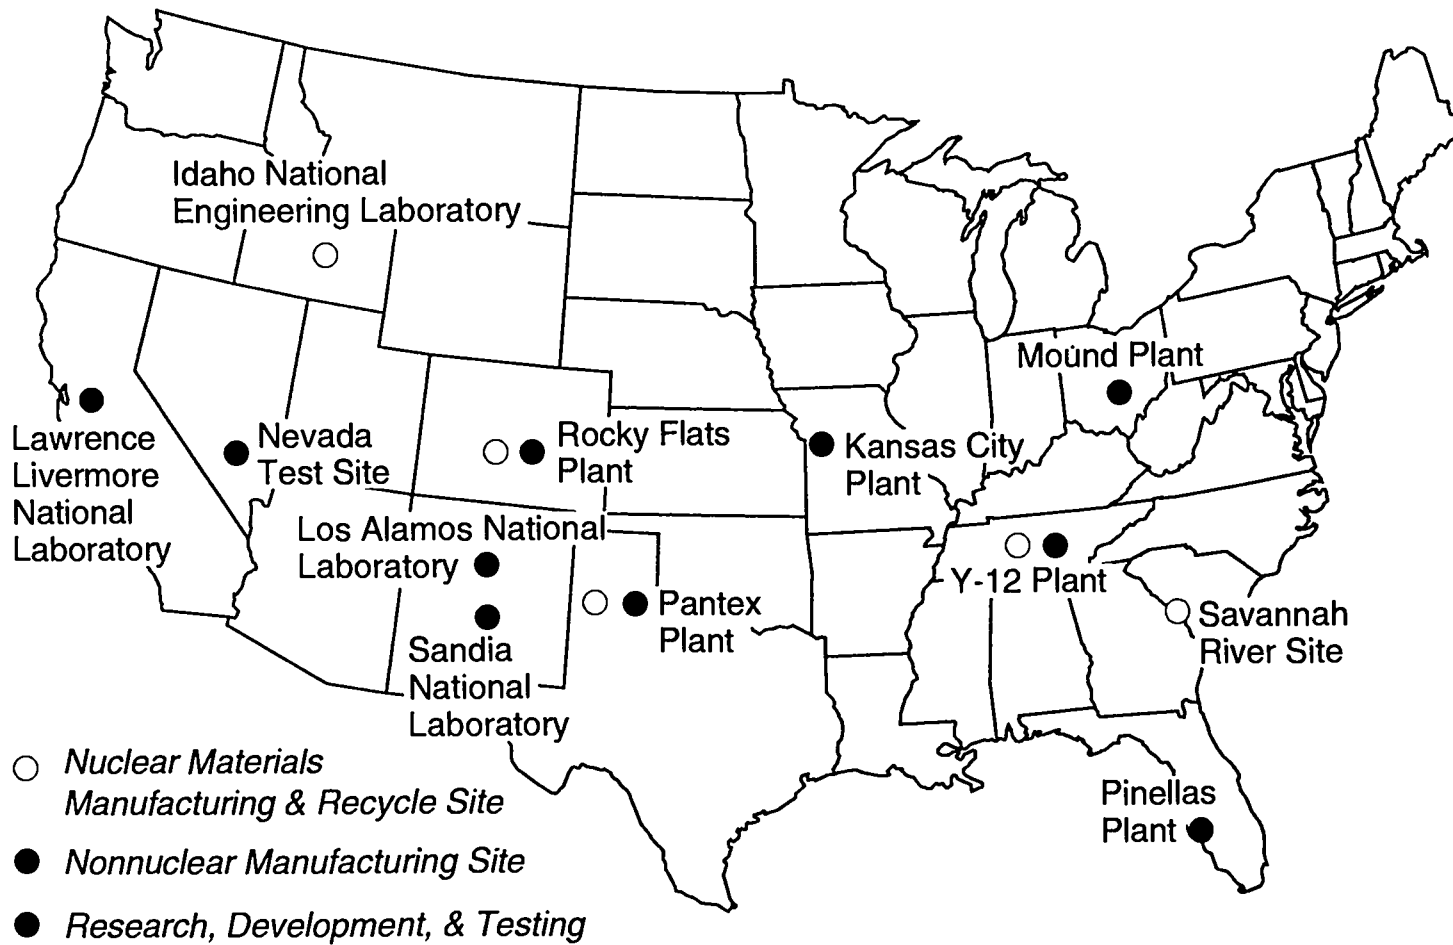 Idaho National
Engineering Laboratory
Mound Plant
Lawrence
Livermore
National
Laboratory
Nevada
Test Site
Rocky Flats
Plant
Kansas City
Plant
Los Alamos National
Laboratory
Y-12 Plant
Pantex
Plant
Savannah
River Site
Sandia
National
Laboratory
Nuclear Materials
Manufacturing & Recycle Site
Pinellas
Plant
Nonnuclear Manufacturing Site
Research, Development, & Testing